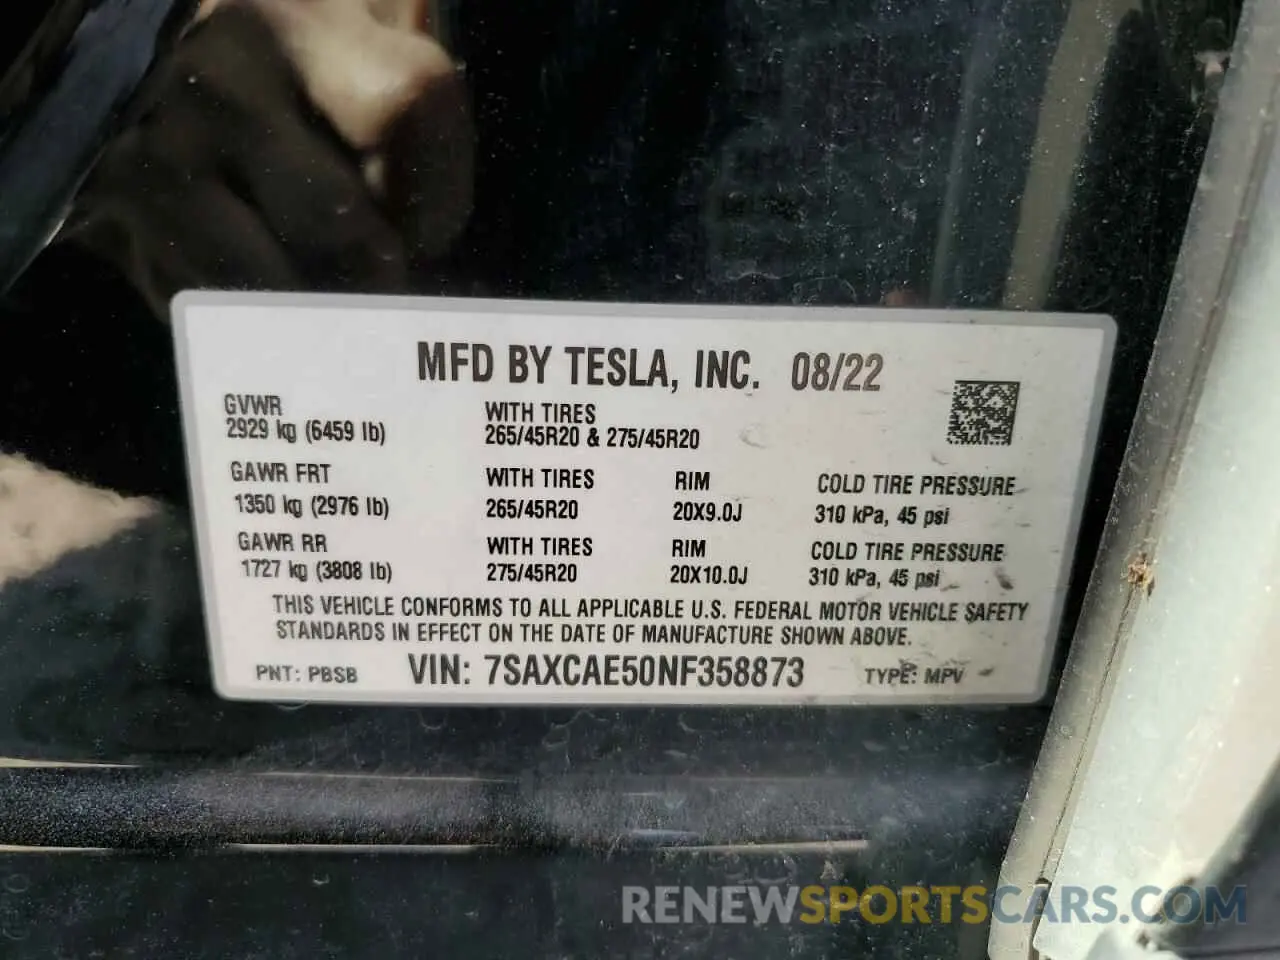 MFD BY TESLA, INC. 08/22
GVWR
2929 kg (6459 lb)
WITH TIRES
265/45R20 & 275/45R20
GAWR FRT
1350 kg (2976 lb)
WITH TIRES
265/45R20
RIM
20X9.0J
COLD TIRE PRESSURE
310 kPa, 45 psi
GAWR RR
1727 kg (3808 lb)
WITH TIRES
275/45R20
RIM
20X10.0J
COLD TIRE PRESSURE
310 kPa, 45 psi
THIS VEHICLE CONFORMS TO ALL APPLICABLE U.S. FEDERAL MOTOR VEHICLE SAFETY
STANDARDS IN EFFECT ON THE DATE OF MANUFACTURE SHOWN ABOVE.
PNT: PBSB VIN: 7SAXCAE50NF358873 TYPE: MPV
RENEWSPORTSCARS.COM